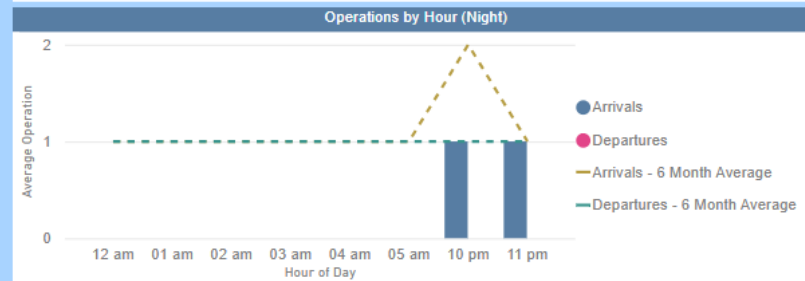 Operations by Hour (Night)
2
1
0
Average Operation
12 am 01 am 02 am 03 am 04 am 05 am 10 pm 11 pm
Hour of Day
Arrivals
Departures
Arrivals - 6 Month Average
Departures - 6 Month Average